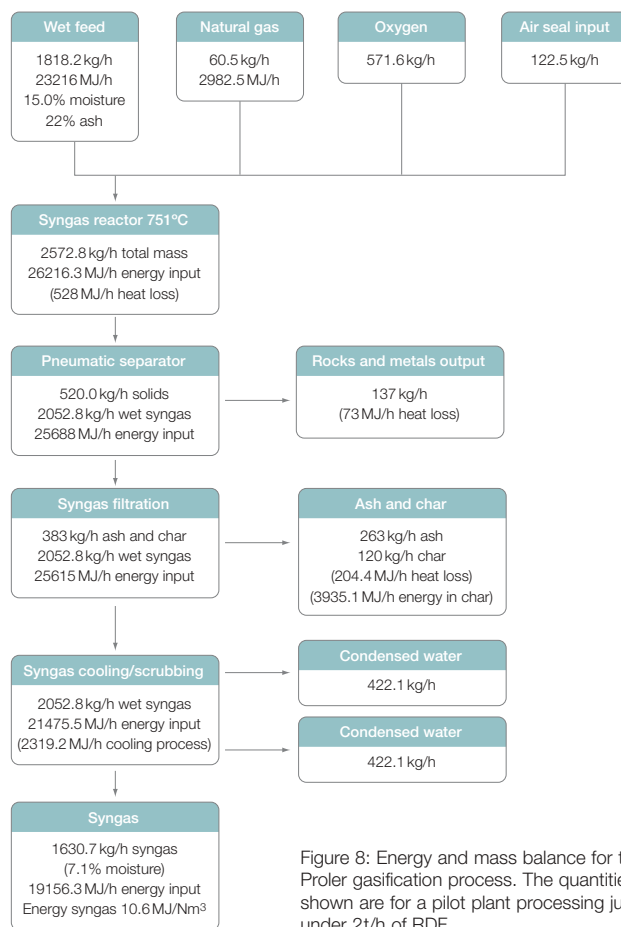 Wet feed
1818.2 kg/h
23216 MJ/h
15.0% moisture
22% ash
Natural gas
60.5 kg/h
2982.5 MJ/h
Oxygen
571.6 kg/h
Air seal input
122.5 kg/h
Syngas reactor 751ºC
2572.8 kg/h total mass
26216.3 MJ/h energy input
(528 MJ/h heat loss)
Pneumatic separator
520.0 kg/h solids
2052.8 kg/h wet syngas
25688 MJ/h energy input
Rocks and metals output
137 kg/h
(73 MJ/h heat loss)
Syngas filtration
383 kg/h ash and char
2052.8 kg/h wet syngas
25615 MJ/h energy input
Ash and char
263 kg/h ash
120 kg/h char
(204.4 MJ/h heat loss)
(3935.1 MJ/h energy in char)
Syngas cooling/scrubbing
2052.8 kg/h wet syngas
21475.5 MJ/h energy input
(2319.2 MJ/h cooling process)
Condensed water
422.1 kg/h
Condensed water
422.1 kg/h
Syngas
1630.7 kg/h syngas
(7.1% moisture)
19156.3 MJ/h energy input
Energy syngas 10.6 MJ/Nm³
Figure 8: Energy and mass balance for
Proler gasification process. The
shown are for a pilot plant processing
under 2t/h of RDF